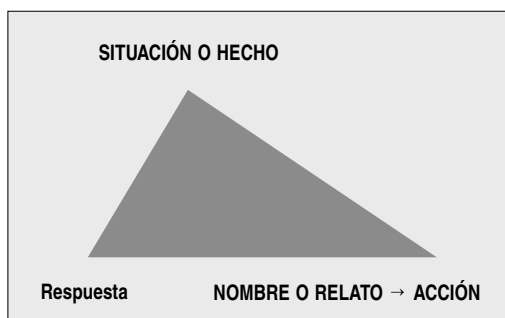 SITUACIÓN O HECHO
Respuesta NOMBRE O RELATO → ACCIÓN